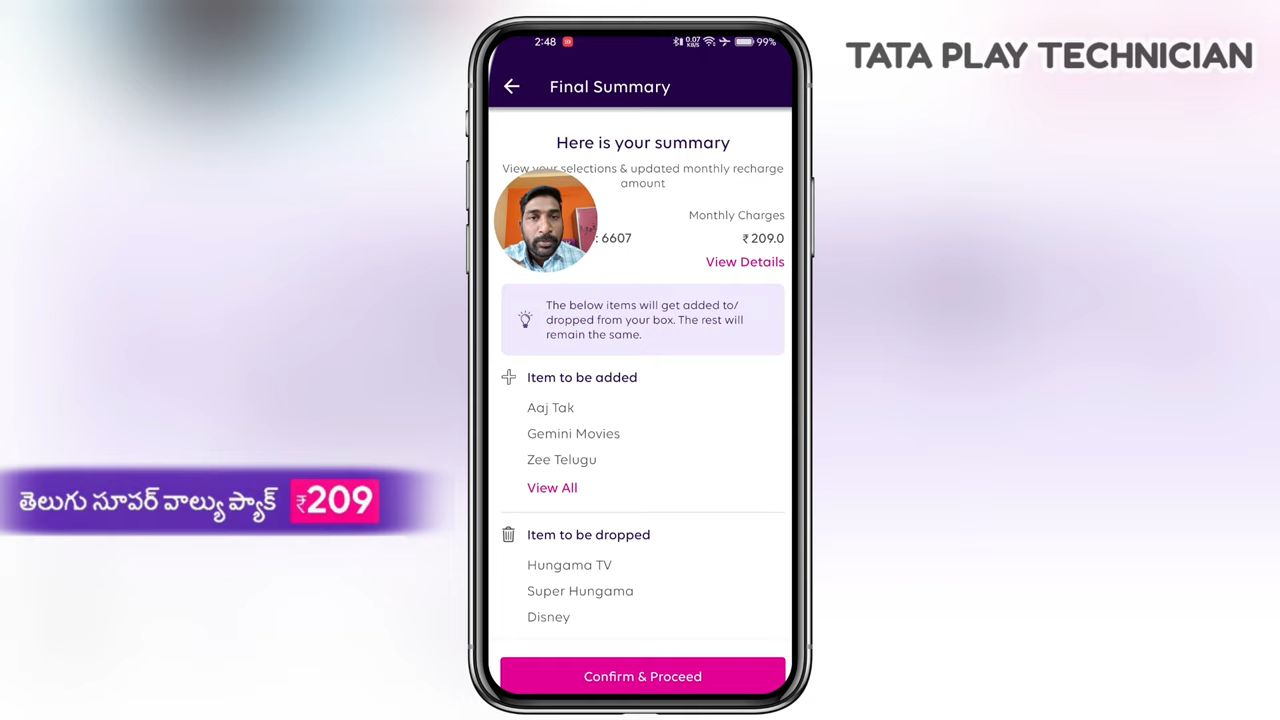 TATA PLAY TECHNICIAN
2:48
0.07
KB/S
99%
Final Summary
Here is your summary
View your selections & updated monthly recharge
amount
Monthly Charges
: 6607
₹209.0
View Details
The below items will get added to/
dropped from your box. The rest will
remain the same.
Item to be added
Aaj Tak
Gemini Movies
Zee Telugu
View All
Item to be dropped
Hungama TV
Super Hungama
Disney
Confirm & Proceed
తెలుగు సూపర్ వాల్యు ప్యాక్ ₹209